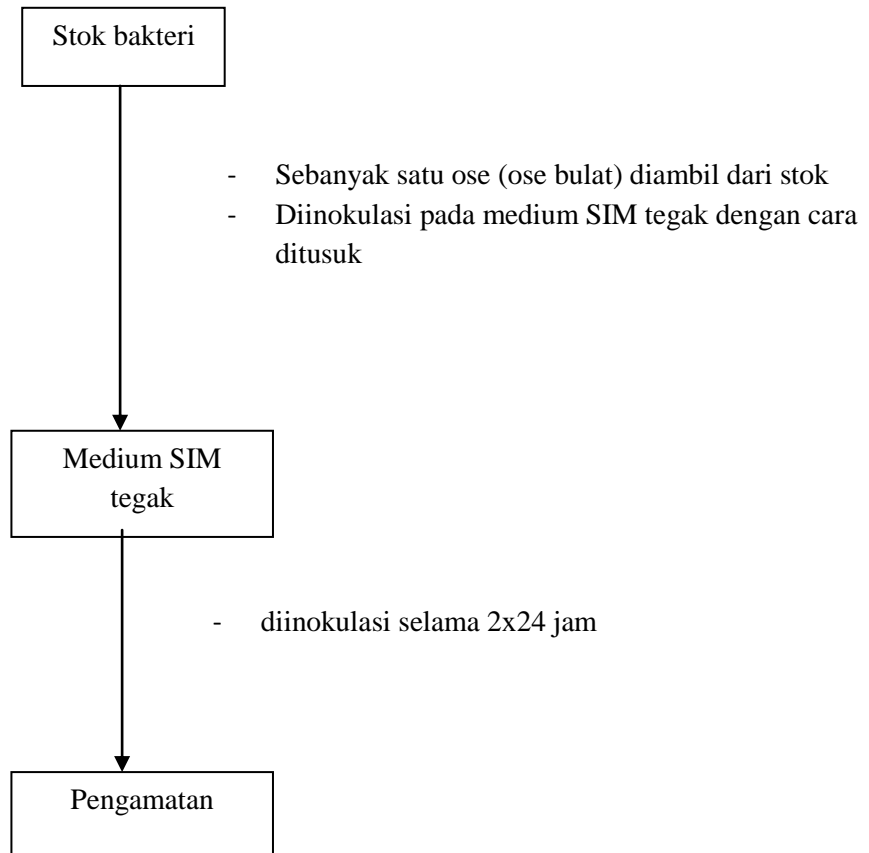 Stok bakteri
- Sebanyak satu ose (ose bulat) diambil dari stok
- Diinokulasi pada medium SIM tegak dengan cara
ditusuk
Medium SIM
tegak
- diinokulasi selama 2x24 jam
Pengamatan